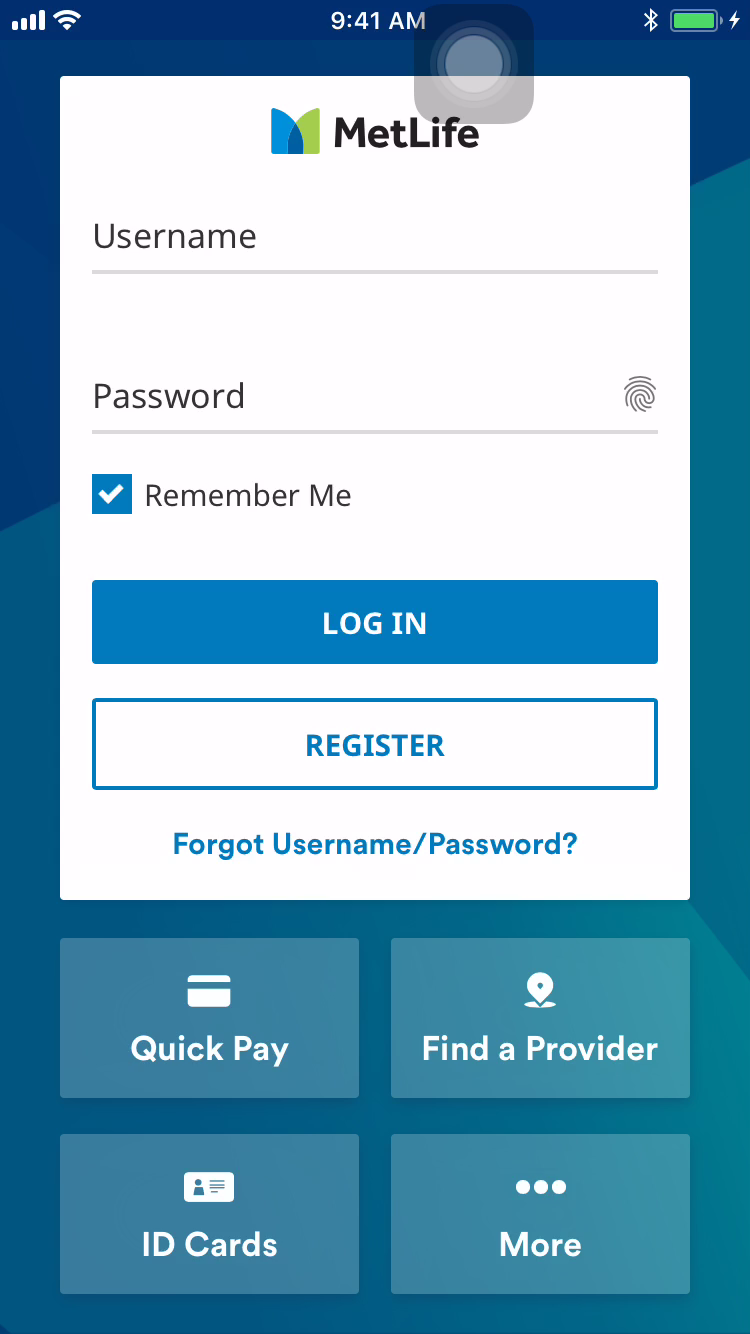 9:41 AM
MetLife
Username
Password
Remember Me
LOG IN
REGISTER
Forgot Username/Password?
Quick Pay
Find a Provider
ID Cards
More